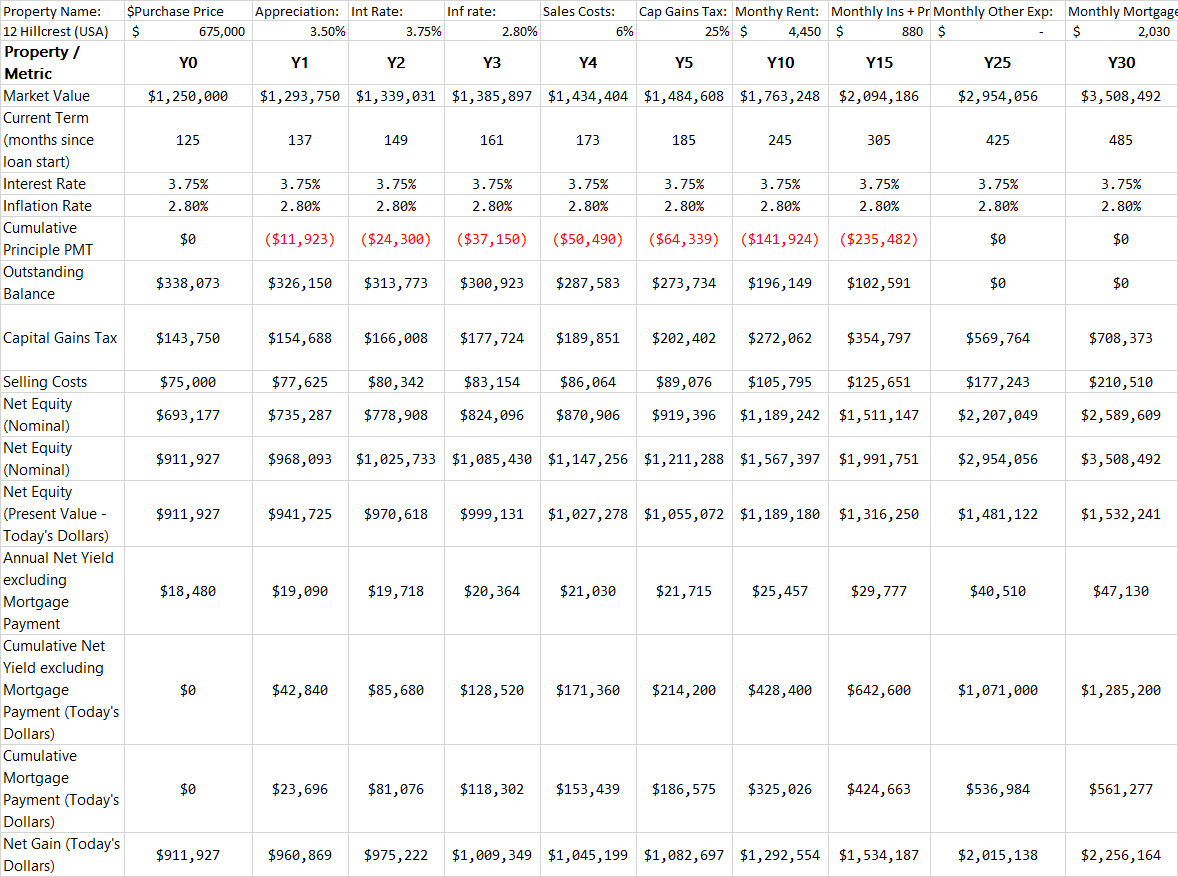 Property Name: $Purchase Price Appreciation: Int Rate: Inf rate: Sales Costs: Cap Gains Tax: Monthy Rent: Monthly Ins + Pr Monthly Other Exp: Monthly Mortgage
12 Hillcrest (USA) $ 675,000 3.50% 3.75% 2.80% 6% 25% $ 4,450 $ 880 $ - $ 2,030
Property /
Metric Y0 Y1 Y2 Y3 Y4 Y5 Y10 Y15 Y25 Y30
Market Value $1,250,000 $1,293,750 $1,339,031 $1,385,897 $1,434,404 $1,484,608 $1,763,248 $2,094,186 $2,954,056 $3,508,492
Current Term
(months since
loan start) 125 137 149 161 173 185 245 305 425 485
Interest Rate 3.75% 3.75% 3.75% 3.75% 3.75% 3.75% 3.75% 3.75% 3.75% 3.75%
Inflation Rate 2.80% 2.80% 2.80% 2.80% 2.80% 2.80% 2.80% 2.80% 2.80% 2.80%
Cumulative
Principle PMT $0 ($11,923) ($24,300) ($37,150) ($50,490) ($64,339) ($141,924) ($235,482) $0 $0
Outstanding
Balance $338,073 $326,150 $313,773 $300,923 $287,583 $273,734 $196,149 $102,591 $0 $0
Capital Gains Tax $143,750 $154,688 $166,008 $177,724 $189,851 $202,402 $272,062 $354,797 $569,764 $708,373
Selling Costs $75,000 $77,625 $80,342 $83,154 $86,064 $89,076 $105,795 $125,651 $177,243 $210,510
Net Equity
(Nominal) $693,177 $735,287 $778,908 $824,096 $870,906 $919,396 $1,189,242 $1,511,147 $2,207,049 $2,589,609
Net Equity
(Nominal) $911,927 $968,093 $1,025,733 $1,085,430 $1,147,256 $1,211,288 $1,567,397 $1,991,751 $2,954,056 $3,508,492
Net Equity
(Present Value -
Today's Dollars) $911,927 $941,725 $970,618 $999,131 $1,027,278 $1,055,072 $1,189,180 $1,316,250 $1,481,122 $1,532,241
Annual Net Yield
excluding
Mortgage
Payment $18,480 $19,090 $19,718 $20,364 $21,030 $21,715 $25,457 $29,777 $40,510 $47,130
Cumulative Net
Yield excluding
Mortgage
Payment (Today's
Dollars) $0 $42,840 $85,680 $128,520 $171,360 $214,200 $428,400 $642,600 $1,071,000 $1,285,200
Cumulative
Mortgage
Payment (Today's
Dollars) $0 $23,696 $81,076 $118,302 $153,439 $186,575 $325,026 $424,663 $536,984 $561,277
Net Gain (Today's
Dollars) $911,927 $960,869 $975,222 $1,009,349 $1,045,199 $1,082,697 $1,292,554 $1,534,187 $2,015,138 $2,256,164